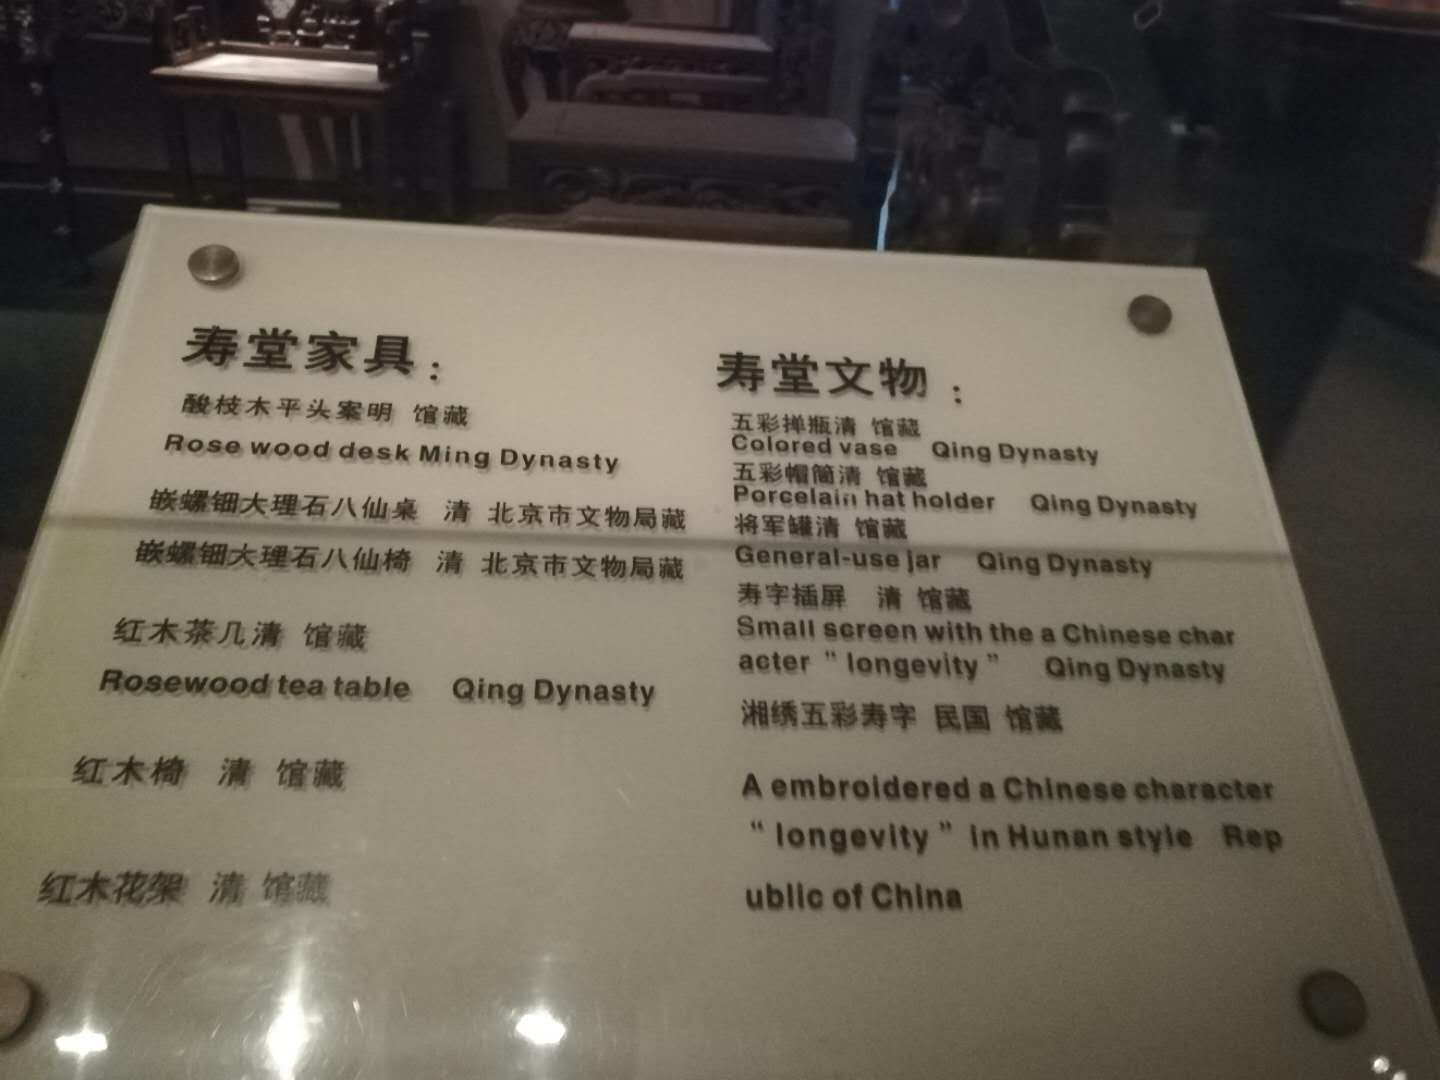 寿堂家具：
酸枝木平头案明 馆藏
Rose wood desk Ming Dynasty
嵌螺钿大理石八仙桌 清 北京市文物局藏
嵌螺钿大理石八仙椅 清 北京市文物局藏
红木茶几清 馆藏
Rosewood tea table Qing Dynasty
红木椅 清 馆藏
红木花架 清 馆藏
寿堂文物：
五彩掸瓶清 馆藏
Colored vase Qing Dynasty
五彩帽筒清 馆藏
Porcelain hat holder Qing Dynasty
将军罐清 馆藏
General-use jar Qing Dynasty
寿字插屏 清 馆藏
Small screen with the a Chinese char
acter ＂longevity＂ Qing Dynasty
湘绣五彩寿字 民国 馆藏
A embroidered a Chinese character
“longevity” in Hunan style Rep
ublic of China